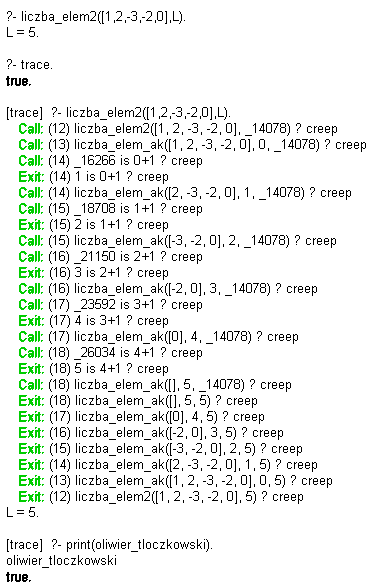 ?- liczba_elem2([1,2,-3,-2,0],L).
L = 5.
?- trace.
true.
[trace] ?- liczba_elem2([1,2,-3,-2,0],L).
Call: (12) liczba_elem2([1, 2, -3, -2, 0], _14078) ? creep
Call: (13) liczba_elem_ak([1, 2, -3, -2, 0], 0, _14078) ? creep
Call: (14) _16266 is 0+1 ? creep
Exit: (14) 1 is 0+1 ? creep
Call: (14) liczba_elem_ak([2, -3, -2, 0], 1, _14078) ? creep
Call: (15) _18708 is 1+1 ? creep
Exit: (15) 2 is 1+1 ? creep
Call: (15) liczba_elem_ak([-3, -2, 0], 2, _14078) ? creep
Call: (16) _21150 is 2+1 ? creep
Exit: (16) 3 is 2+1 ? creep
Call: (16) liczba_elem_ak([-2, 0], 3, _14078) ? creep
Call: (17) _23592 is 3+1 ? creep
Exit: (17) 4 is 3+1 ? creep
Call: (17) liczba_elem_ak([0], 4, _14078) ? creep
Call: (18) _26034 is 4+1 ? creep
Exit: (18) 5 is 4+1 ? creep
Call: (18) liczba_elem_ak([], 5, _14078) ? creep
Exit: (18) liczba_elem_ak([], 5, 5) ? creep
Exit: (17) liczba_elem_ak([0], 4, 5) ? creep
Exit: (16) liczba_elem_ak([-2, 0], 3, 5) ? creep
Exit: (15) liczba_elem_ak([-3, -2, 0], 2, 5) ? creep
Exit: (14) liczba_elem_ak([2, -3, -2, 0], 1, 5) ? creep
Exit: (13) liczba_elem_ak([1, 2, -3, -2, 0], 0, 5) ? creep
Exit: (12) liczba_elem2([1, 2, -3, -2, 0], 5) ? creep
L = 5.
[trace] ?- print(oliwier_tloczkowski).
oliwier_tloczkowski
true.